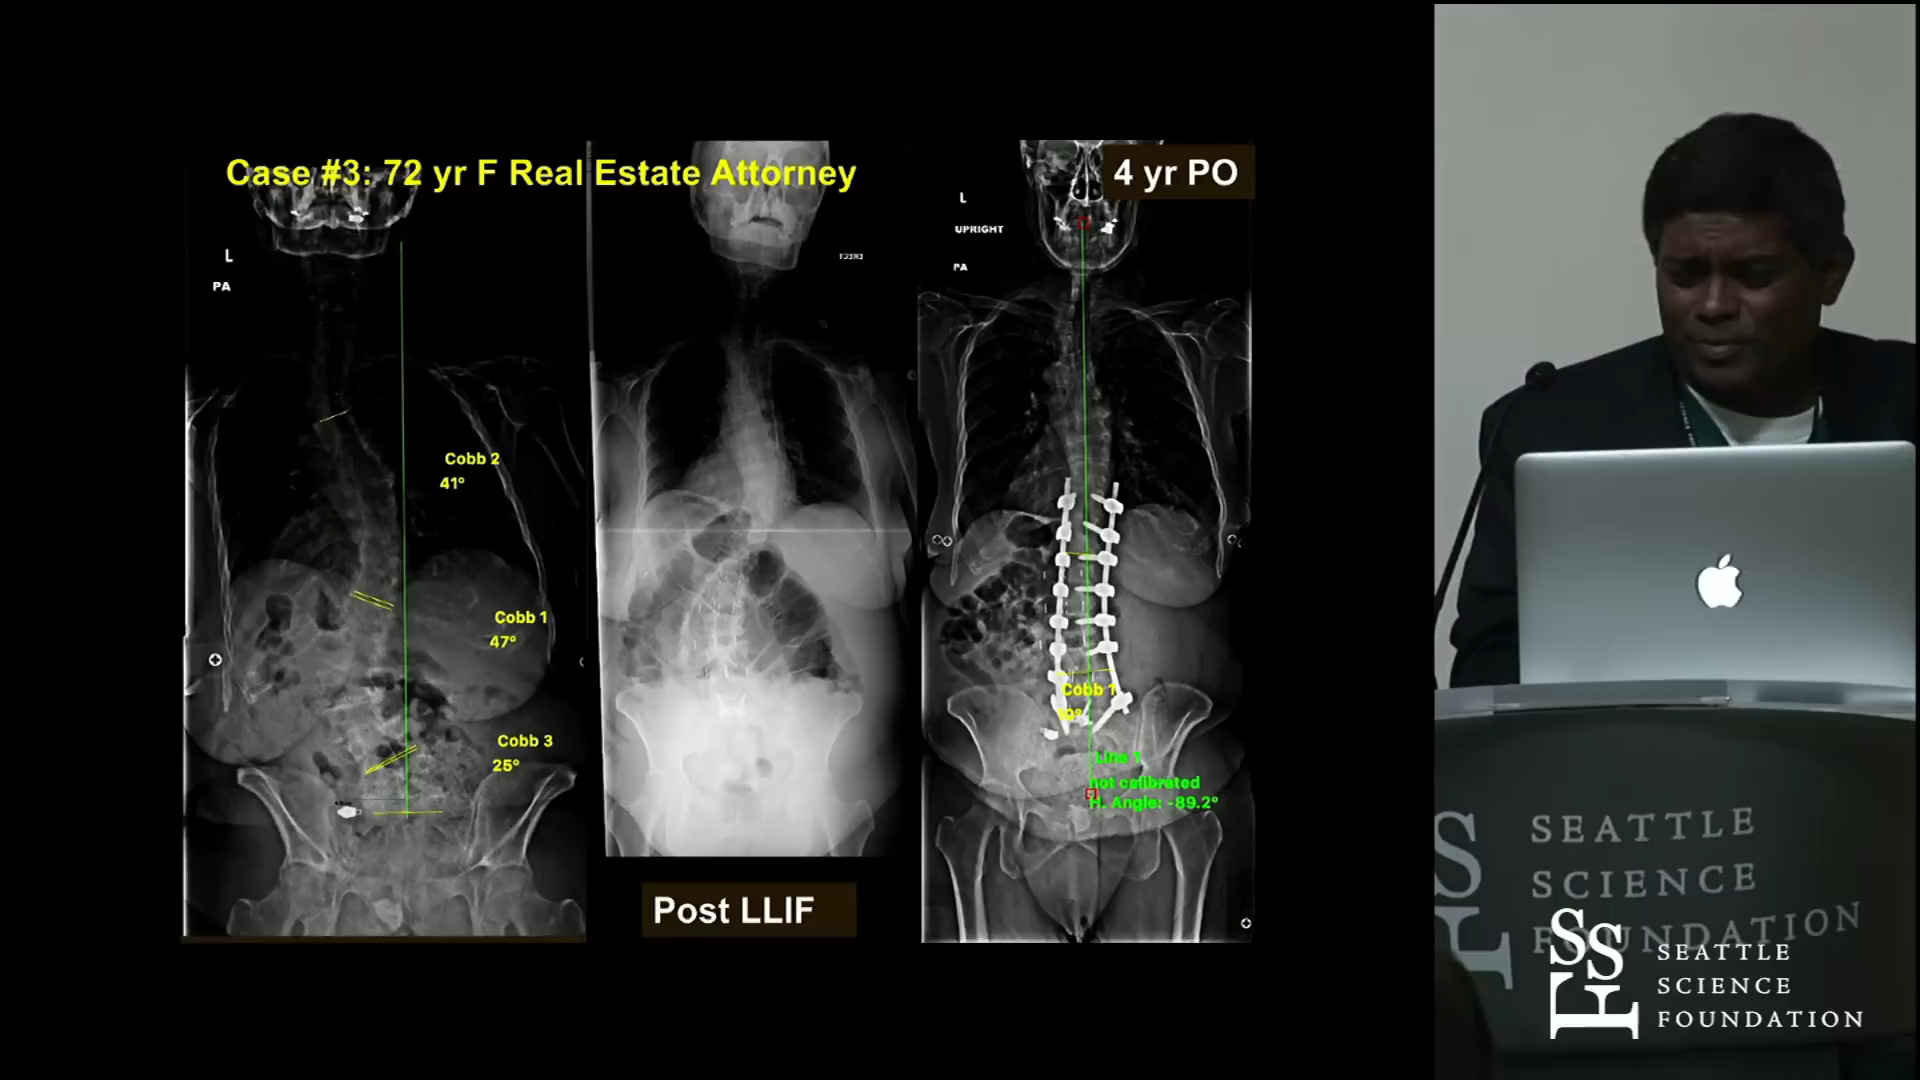 Case #3: 72 yr F Real Estate Attorney
4 yr PO
L
PA
Cobb 2
41°
Cobb 1
47°
Cobb 3
25°
Post LLIF
L
UPRIGHT
PA
Cobb 1
Line 1
not calibrated
H. Angle: -89.2°
SEATTLE
SCIENCE
FOUNDATION
SSF
SEATTLE
SCIENCE
FOUNDATION